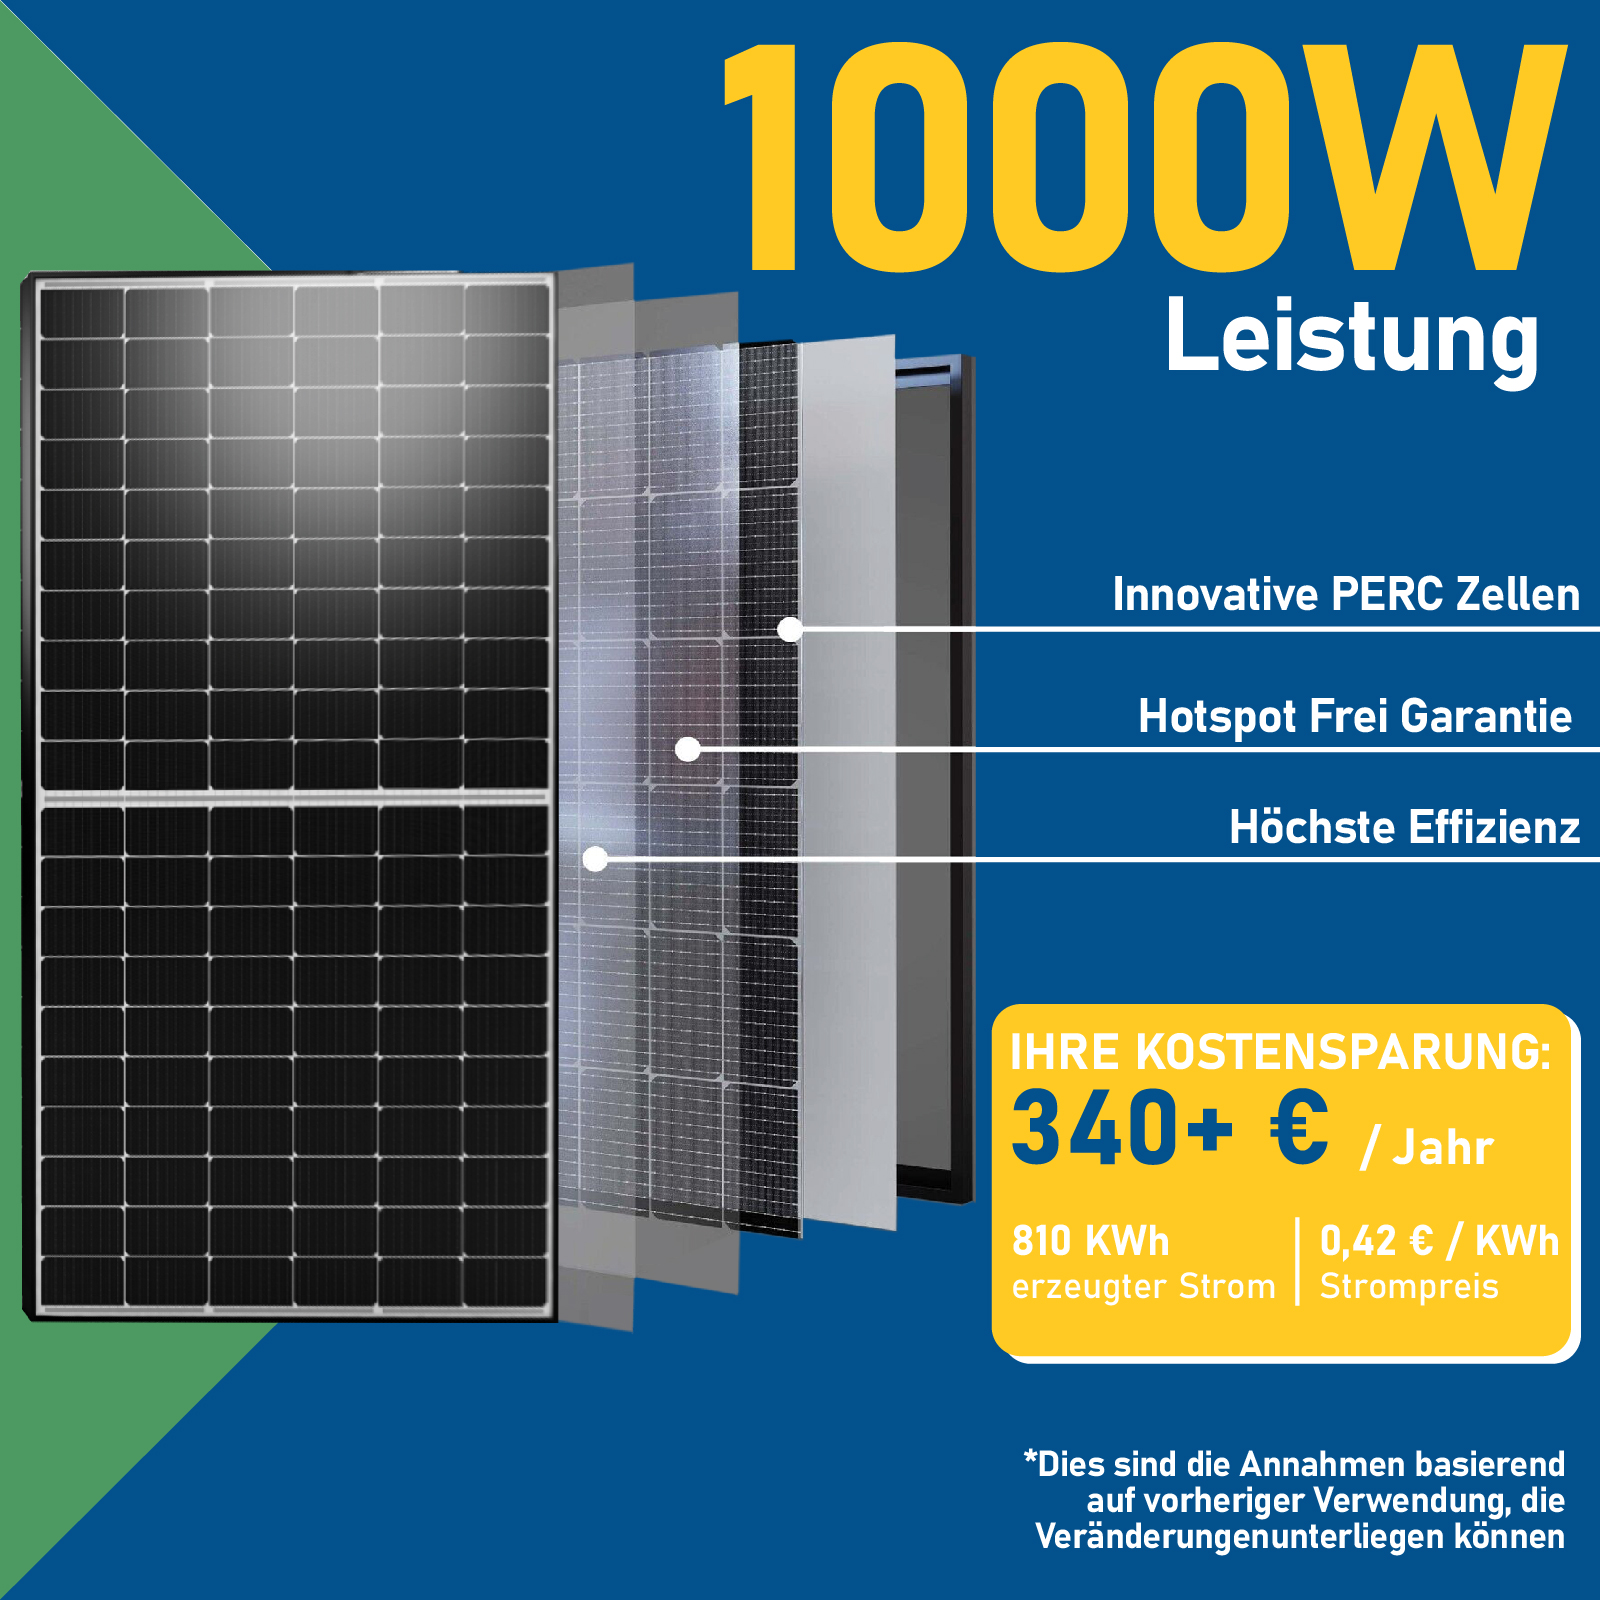 1000W
Leistung
Innovative PERC Zellen
Hotspot Frei Garantie
Höchste Effizienz
IHRE KOSTENSPARUNG:
340+ € / Jahr
810 KWh
erzeugter Strom
0,42 € / KWh
Strompreis
*Dies sind die Annahmen basierend
auf vorheriger Verwendung, die
Veränderungenunterliegen können